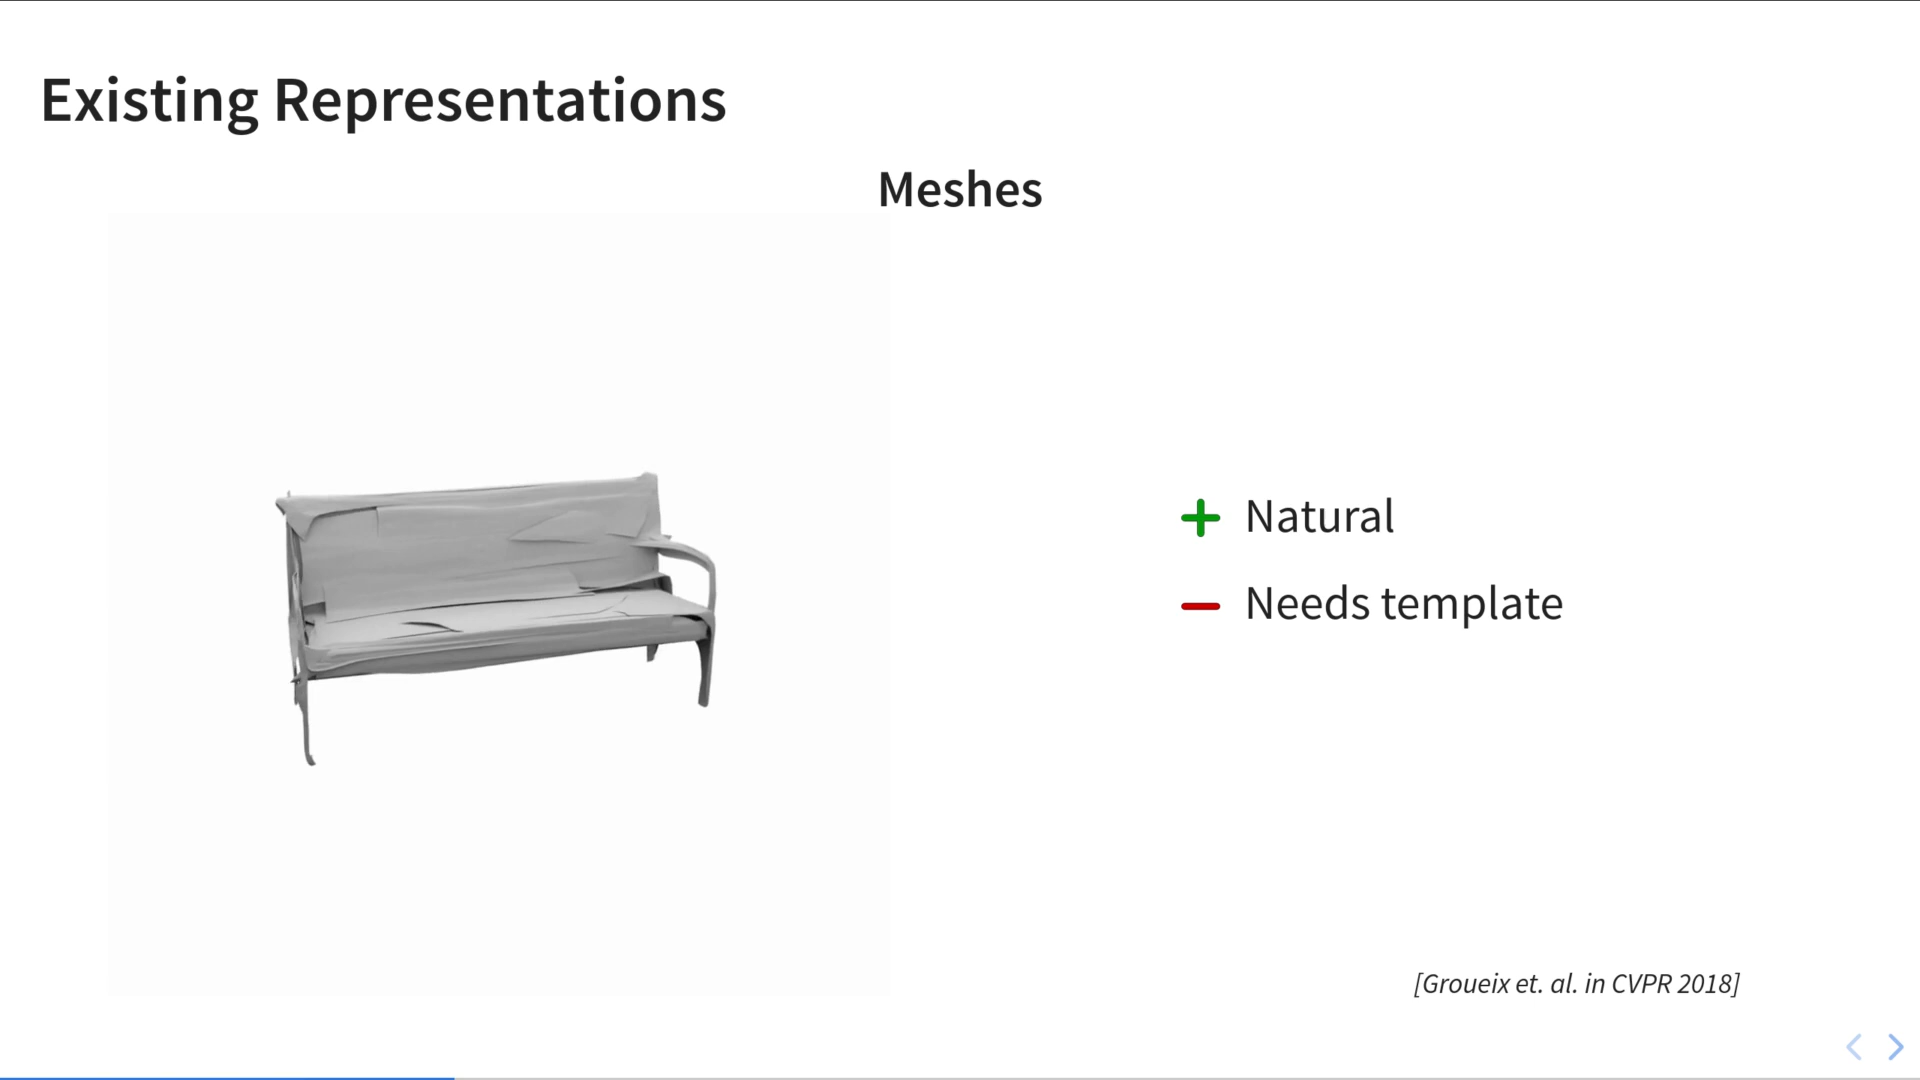 Existing Representations
Meshes
+ Natural
− Needs template
[Groueix et. al. in CVPR 2018]